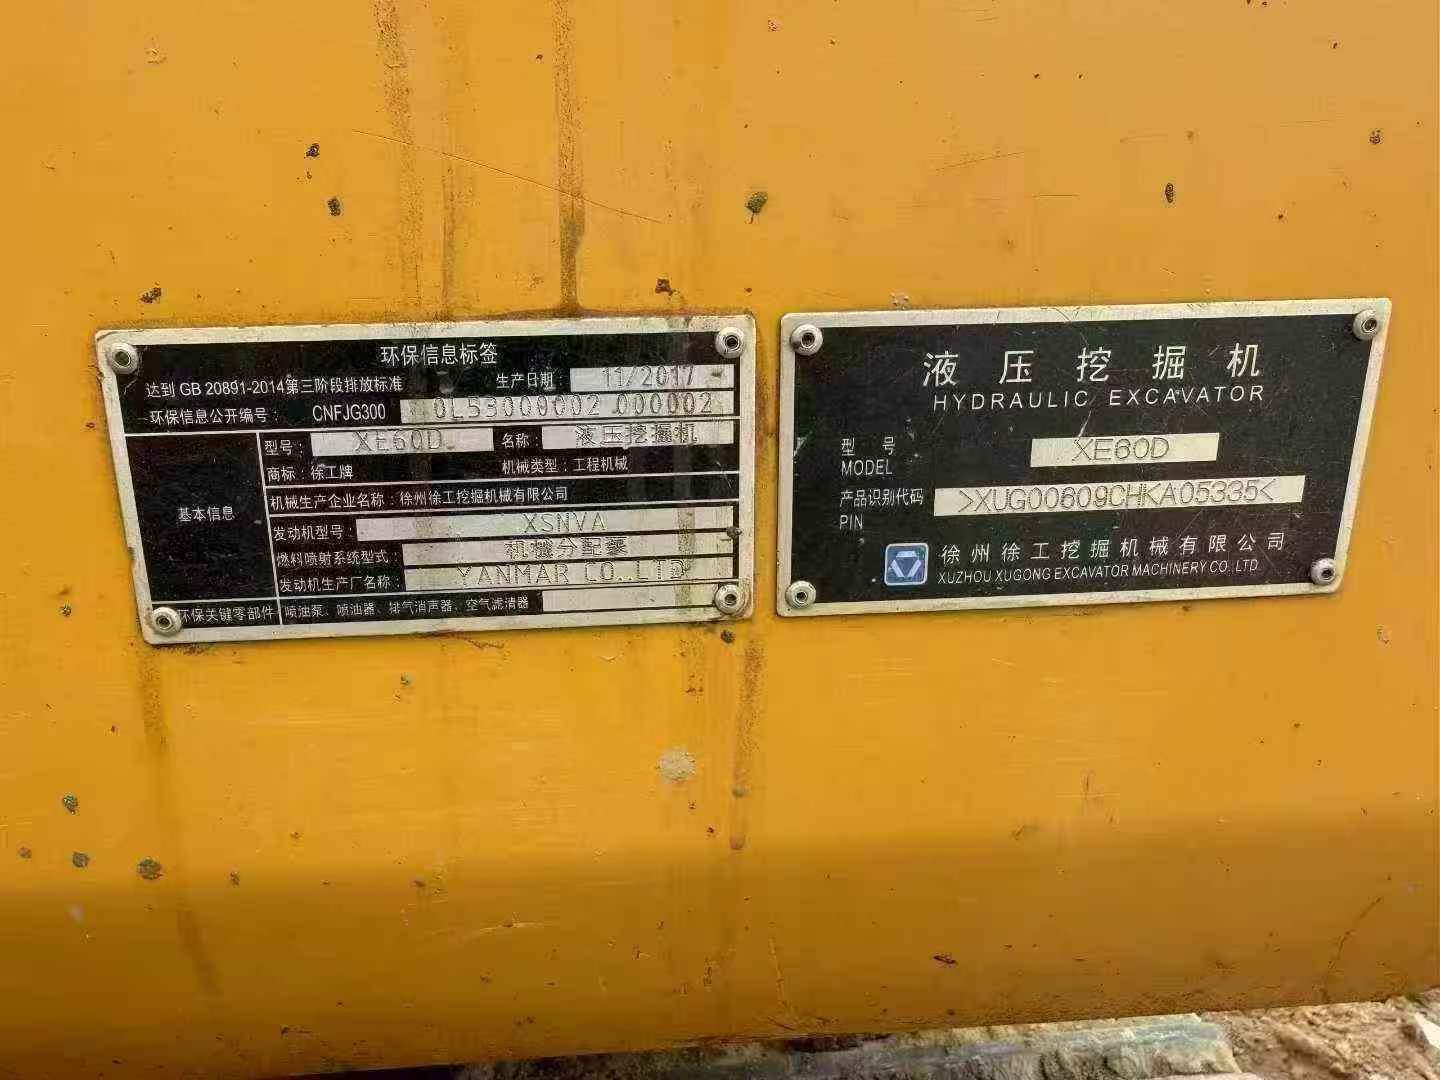 环保信息标签
达到 GB 20891-2014第三阶段排放标准 生产日期: 11/2017
环保信息公开编号: CNFJG300 0L53000002 000002
基本信息
型号: XE60D 名称: 液压挖掘机
商标: 徐工牌 机械类型: 工程机械
机械生产企业名称: 徐州徐工挖掘机械有限公司
发动机型号: XSNVA
燃料喷射系统型式: 机械分配泵
发动机生产厂名称: YANMAR CO.,LTD
环保关键零部件 喷油泵、喷油器、排气消声器、空气滤清器
液压挖掘机
HYDRAULIC EXCAVATOR
型号 XE60D
MODEL
产品识别代码 >XUG00609CHKA05335<
PIN
徐州徐工挖掘机械有限公司
XUZHOU XUGONG EXCAVATOR MACHINERY CO., LTD.